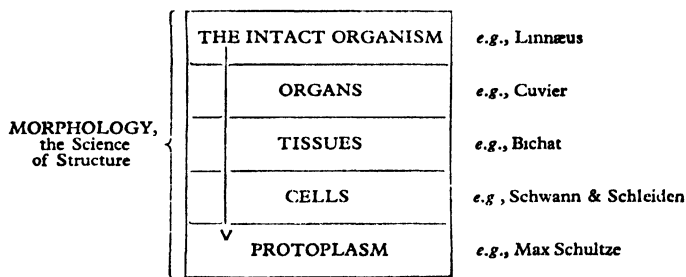 THE INTACT ORGANISM e.g., Linnæus
ORGANS e.g., Cuvier
MORPHOLOGY,
the Science
of Structure
TISSUES e.g., Bichat
CELLS e.g , Schwann & Schleiden
PROTOPLASM e.g., Max Schultze